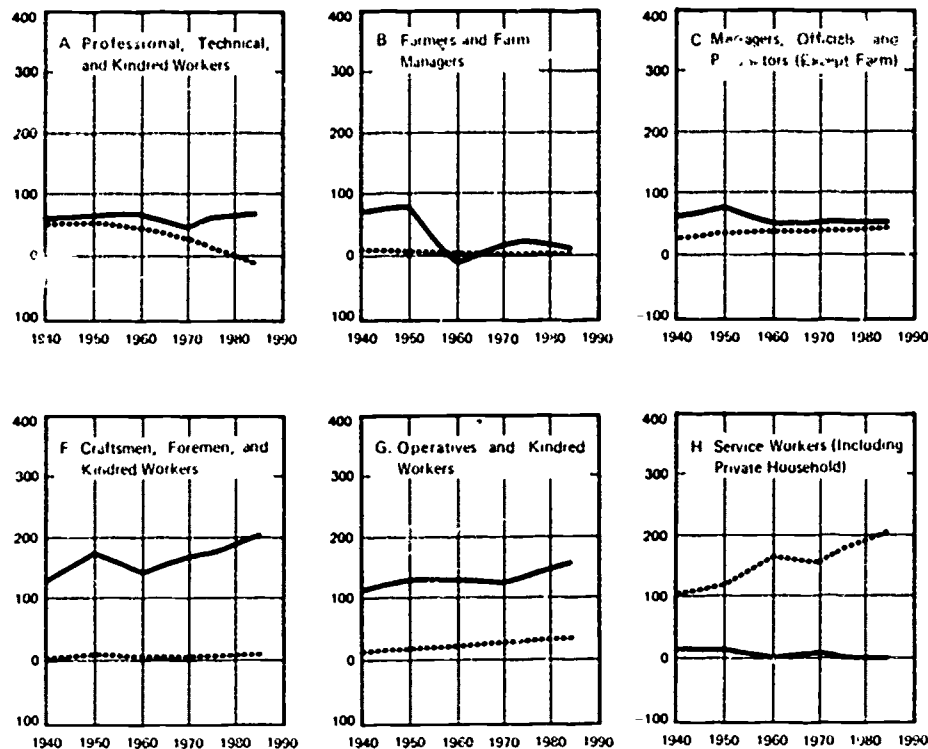 400
A Professional, Technical,
and Kindred Workers
300
200
100
0
100
1940 1950 1960 1970 1980 1990
400
B Farmers and Farm
Managers
300
200
100
0
100
1940 1950 1960 1970 1980 1990
400
C Managers, Officials and
(Except Farm)
300
200
100
0
-100
1940 1950 1960 1970 1980 1990
400
F Craftsmen, Foremen, and
Kindred Workers
300
200
100
0
100
1940 1950 1960 1970 1980 1990
400
G. Operatives and Kindred
Workers
300
200
100
0
100
1940 1950 1960 1970 1980 1990
400
H Service Workers (Including
Private Household)
300
200
100
0
-100
1940 1950 1960 1970 1980 1990